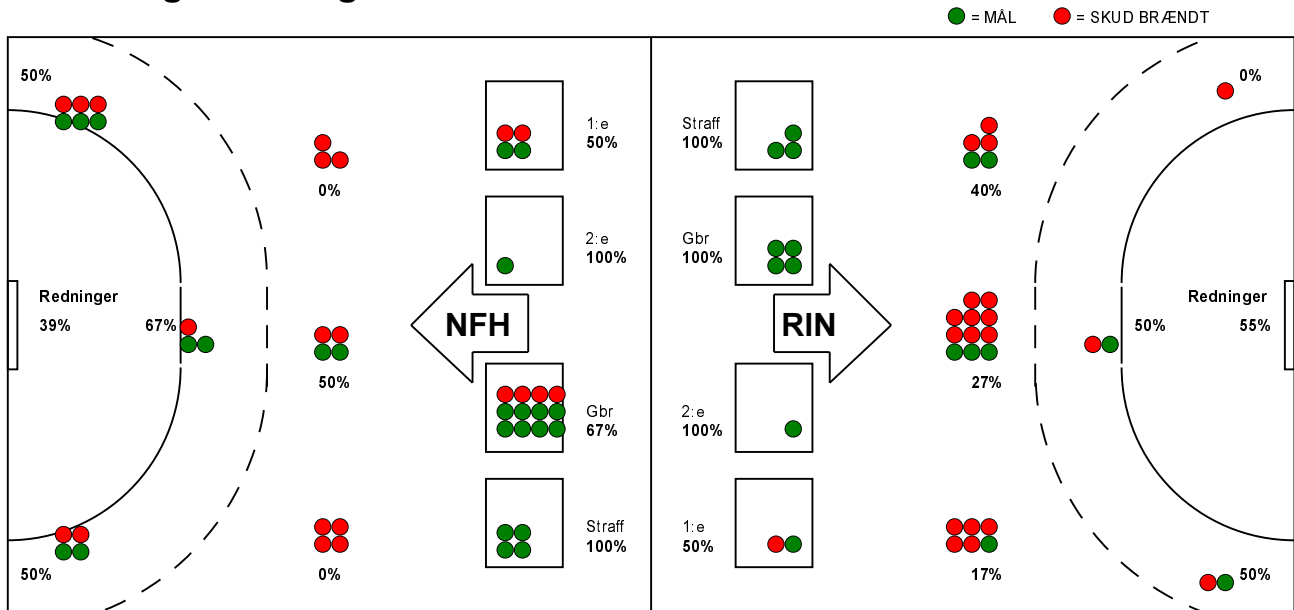 = MÅL = SKUD BRÆNDT
50%
0%
1:e
50%
Straff
100%
0%
40%
2:e
100%
Gbr
100%
Redninger
39%
67%
NFH
RIN
50%
Redninger
55%
50%
27%
Gbr
67%
2:e
100%
Straff
100%
1:e
50%
50%
0%
17%
50%